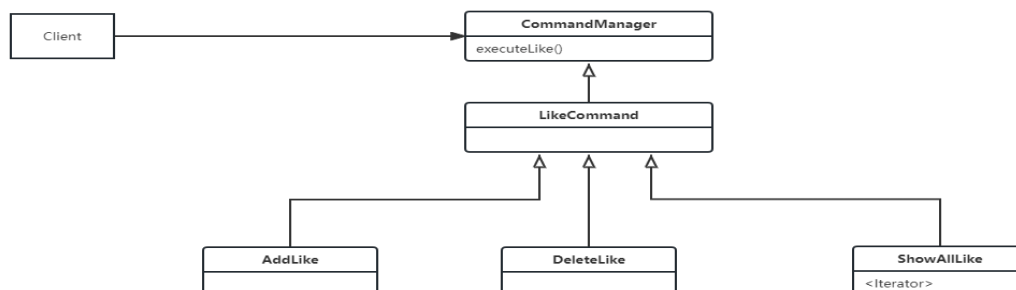 Client
CommandManager
executeLike()
LikeCommand
AddLike
DeleteLike
ShowAllLike
<Iterator>